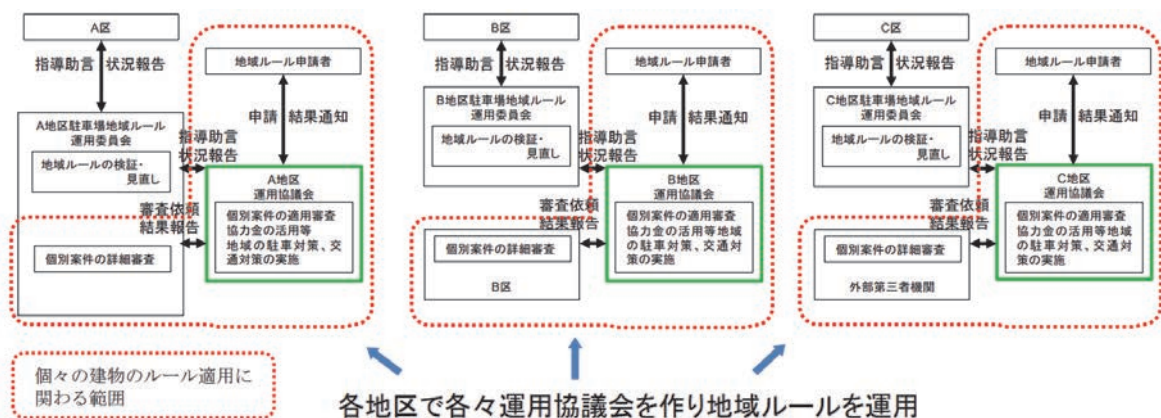 A区
指導助言 状況報告
地域ルール申請者
A地区駐車場地域ルール
運用委員会
地域ルールの検証・
見直し
申請 結果通知
指導助言
状況報告
A地区
運用協議会
個別案件の適用審査
協力金の活用等
地域の駐車対策、交
通対策の実施
審査依頼
結果報告
個別案件の詳細審査
B区
指導助言 状況報告
地域ルール申請者
B地区駐車場地域ルール
運用委員会
地域ルールの検証・
見直し
申請 結果通知
指導助言
状況報告
B地区
運用協議会
個別案件の適用審査
協力金の活用等地域
の駐車対策、交通対
策の実施
審査依頼
結果報告
個別案件の詳細審査
B区
C区
指導助言 状況報告
地域ルール申請者
C地区駐車場地域ルール
運用委員会
地域ルールの検証・
見直し
申請 結果通知
指導助言
状況報告
C地区
運用協議会
個別案件の適用審査
協力金の活用等地域
の駐車対策、交通対
策の実施
審査依頼
結果報告
個別案件の詳細審査
外部第三者機関
個々の建物のルール適用に
関わる範囲
各地区で各々運用協議会を作り地域ルールを運用